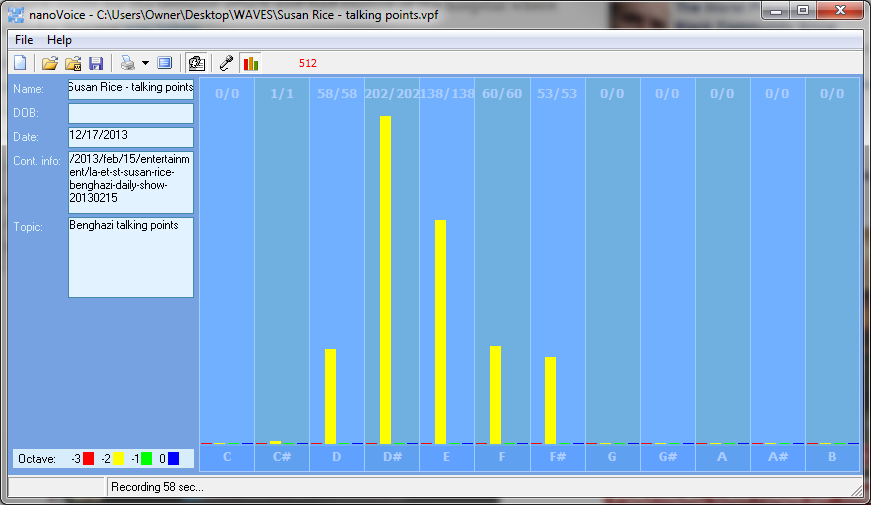 nanoVoice - C:\Users\Owner\Desktop\WAVES\Susan Rice - talking points.vpf
File Help
512
Name: Susan Rice - talking points
DOB:
Date: 12/17/2013
Cont. info: /2013/feb/15/entertainm
ent/la-et-st-susan-rice-
benghazi-daily-show-
20130215
Topic: Benghazi talking points
0/0 1/1 58/58 202/202 138/138 60/60 53/53 0/0 0/0 0/0 0/0 0/0
C C# D D# E F F# G G# A A# B
Octave: -3 -2 -1 0
Recording 58 sec...